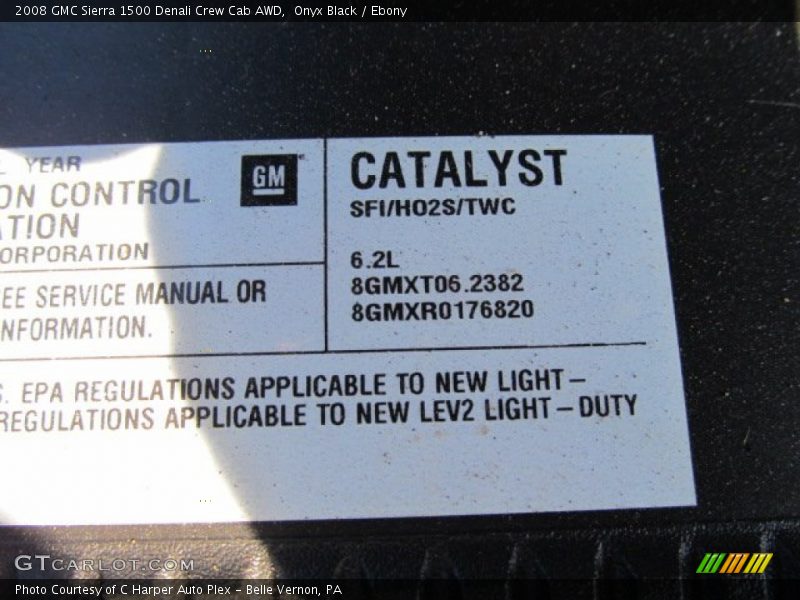 2008 GMC Sierra 1500 Denali Crew Cab AWD, Onyx Black / Ebony
YEAR
ON CONTROL
ATION
ORPORATION
GM
EE SERVICE MANUAL OR
NFORMATION.
CATALYST
SFI/HO2S/TWC
6.2L
8GMXT06.2382
8GMXR0176820
S. EPA REGULATIONS APPLICABLE TO NEW LIGHT–
REGULATIONS APPLICABLE TO NEW LEV2 LIGHT–DUTY
GTCARLOT.COM
Photo Courtesy of C Harper Auto Plex – Belle Vernon, PA